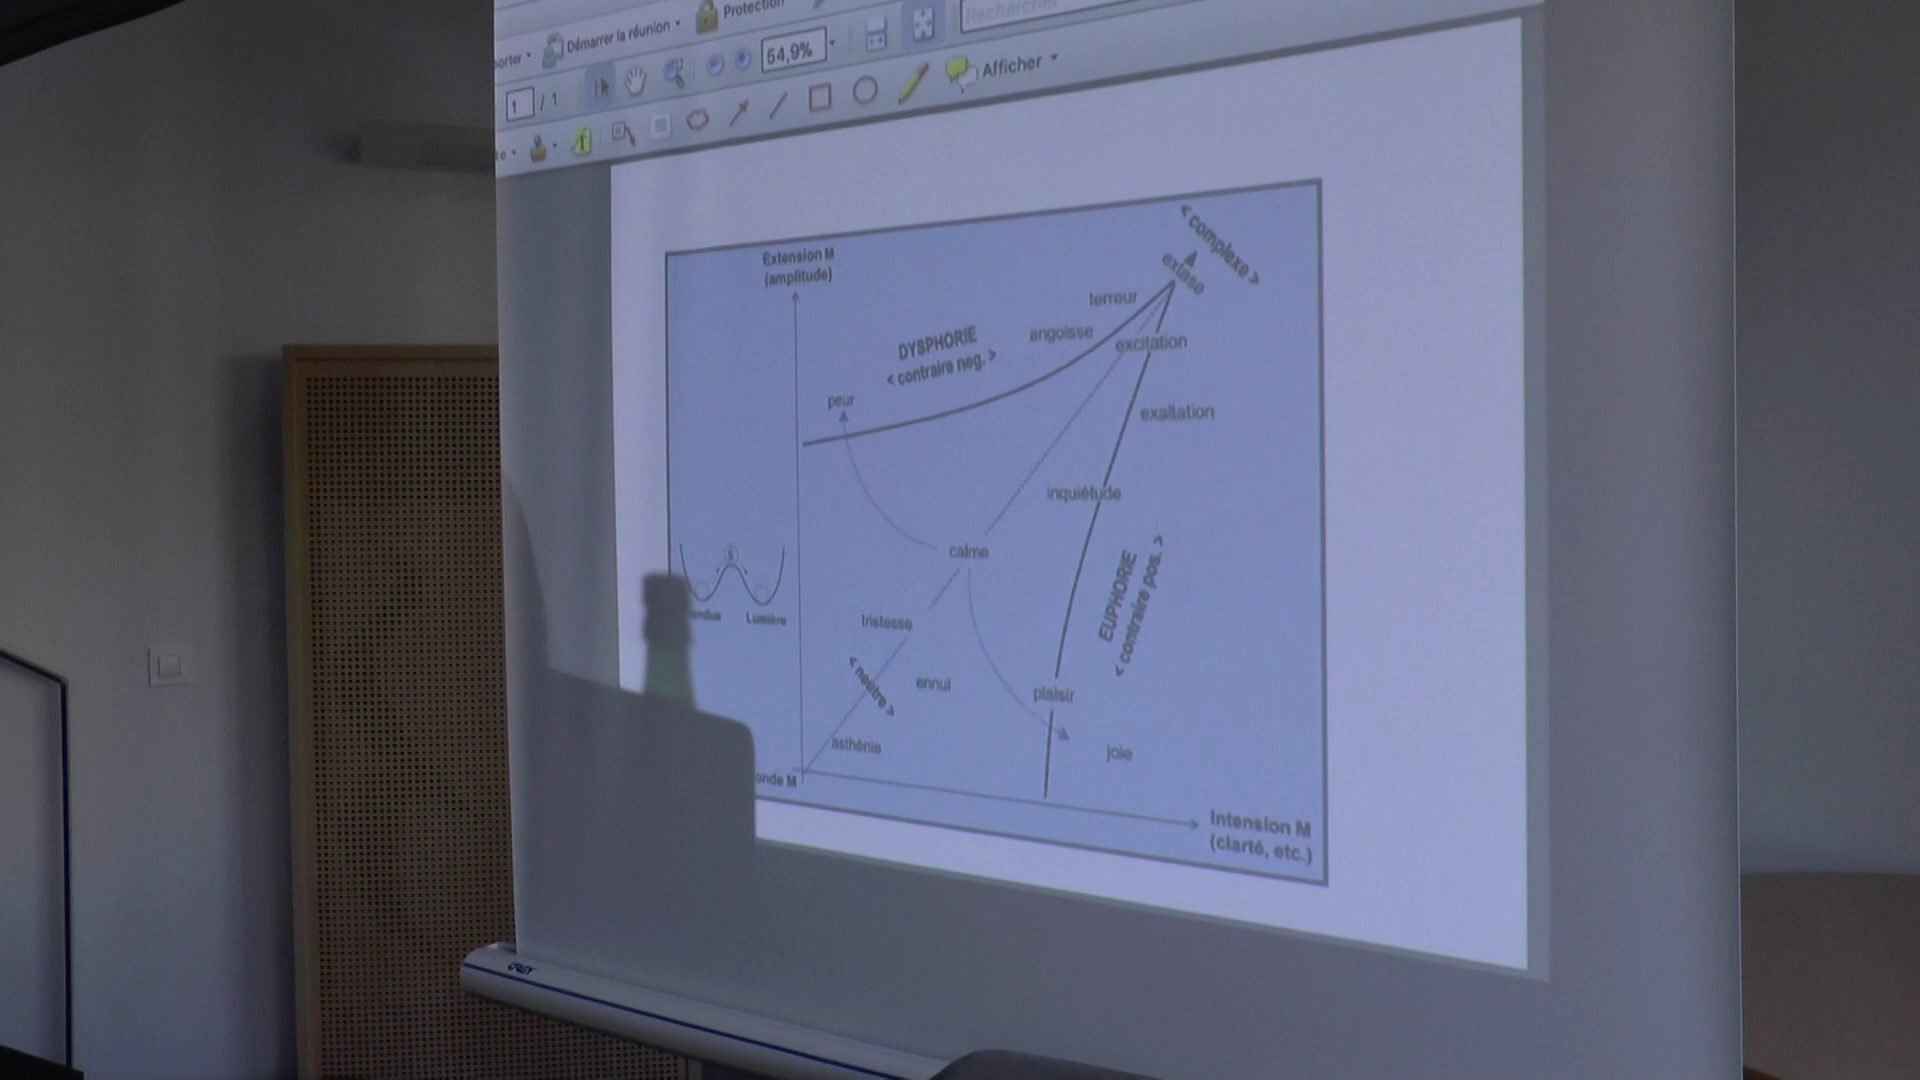 Démarrer la réunion
Protection
Rechercher
1 / 1
54,9%
Afficher
Extension M
(amplitude)
< complexe >
extase
terreur
DYSPHORIE
< contraire neg. >
angoisse
excitation
peur
exaltation
inquiétude
calme
S
Lumière
tristesse
EUPHORIE
< contraire pos. >
< neutre >
ennui
plaisir
asthénie
joie
Intension M
(clarté, etc.)